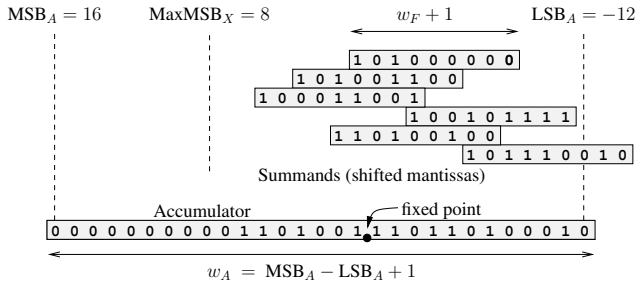 MSB_A = 16 MaxMSB_X = 8 w_F + 1 LSB_A = −12
1 0 1 0 0 0 0 0 0
1 0 1 0 0 1 1 0 0
1 0 0 0 1 1 0 0 1
1 0 0 1 0 1 1 1 1
1 1 0 1 0 0 1 0 0
1 0 1 1 1 0 0 1 0
Summands (shifted mantissas)
Accumulator fixed point
0 0 0 0 0 0 0 0 0 0 1 1 0 1 0 0 1 1 1 0 1 1 0 1 0 0 0 1 0
w_A = MSB_A − LSB_A + 1